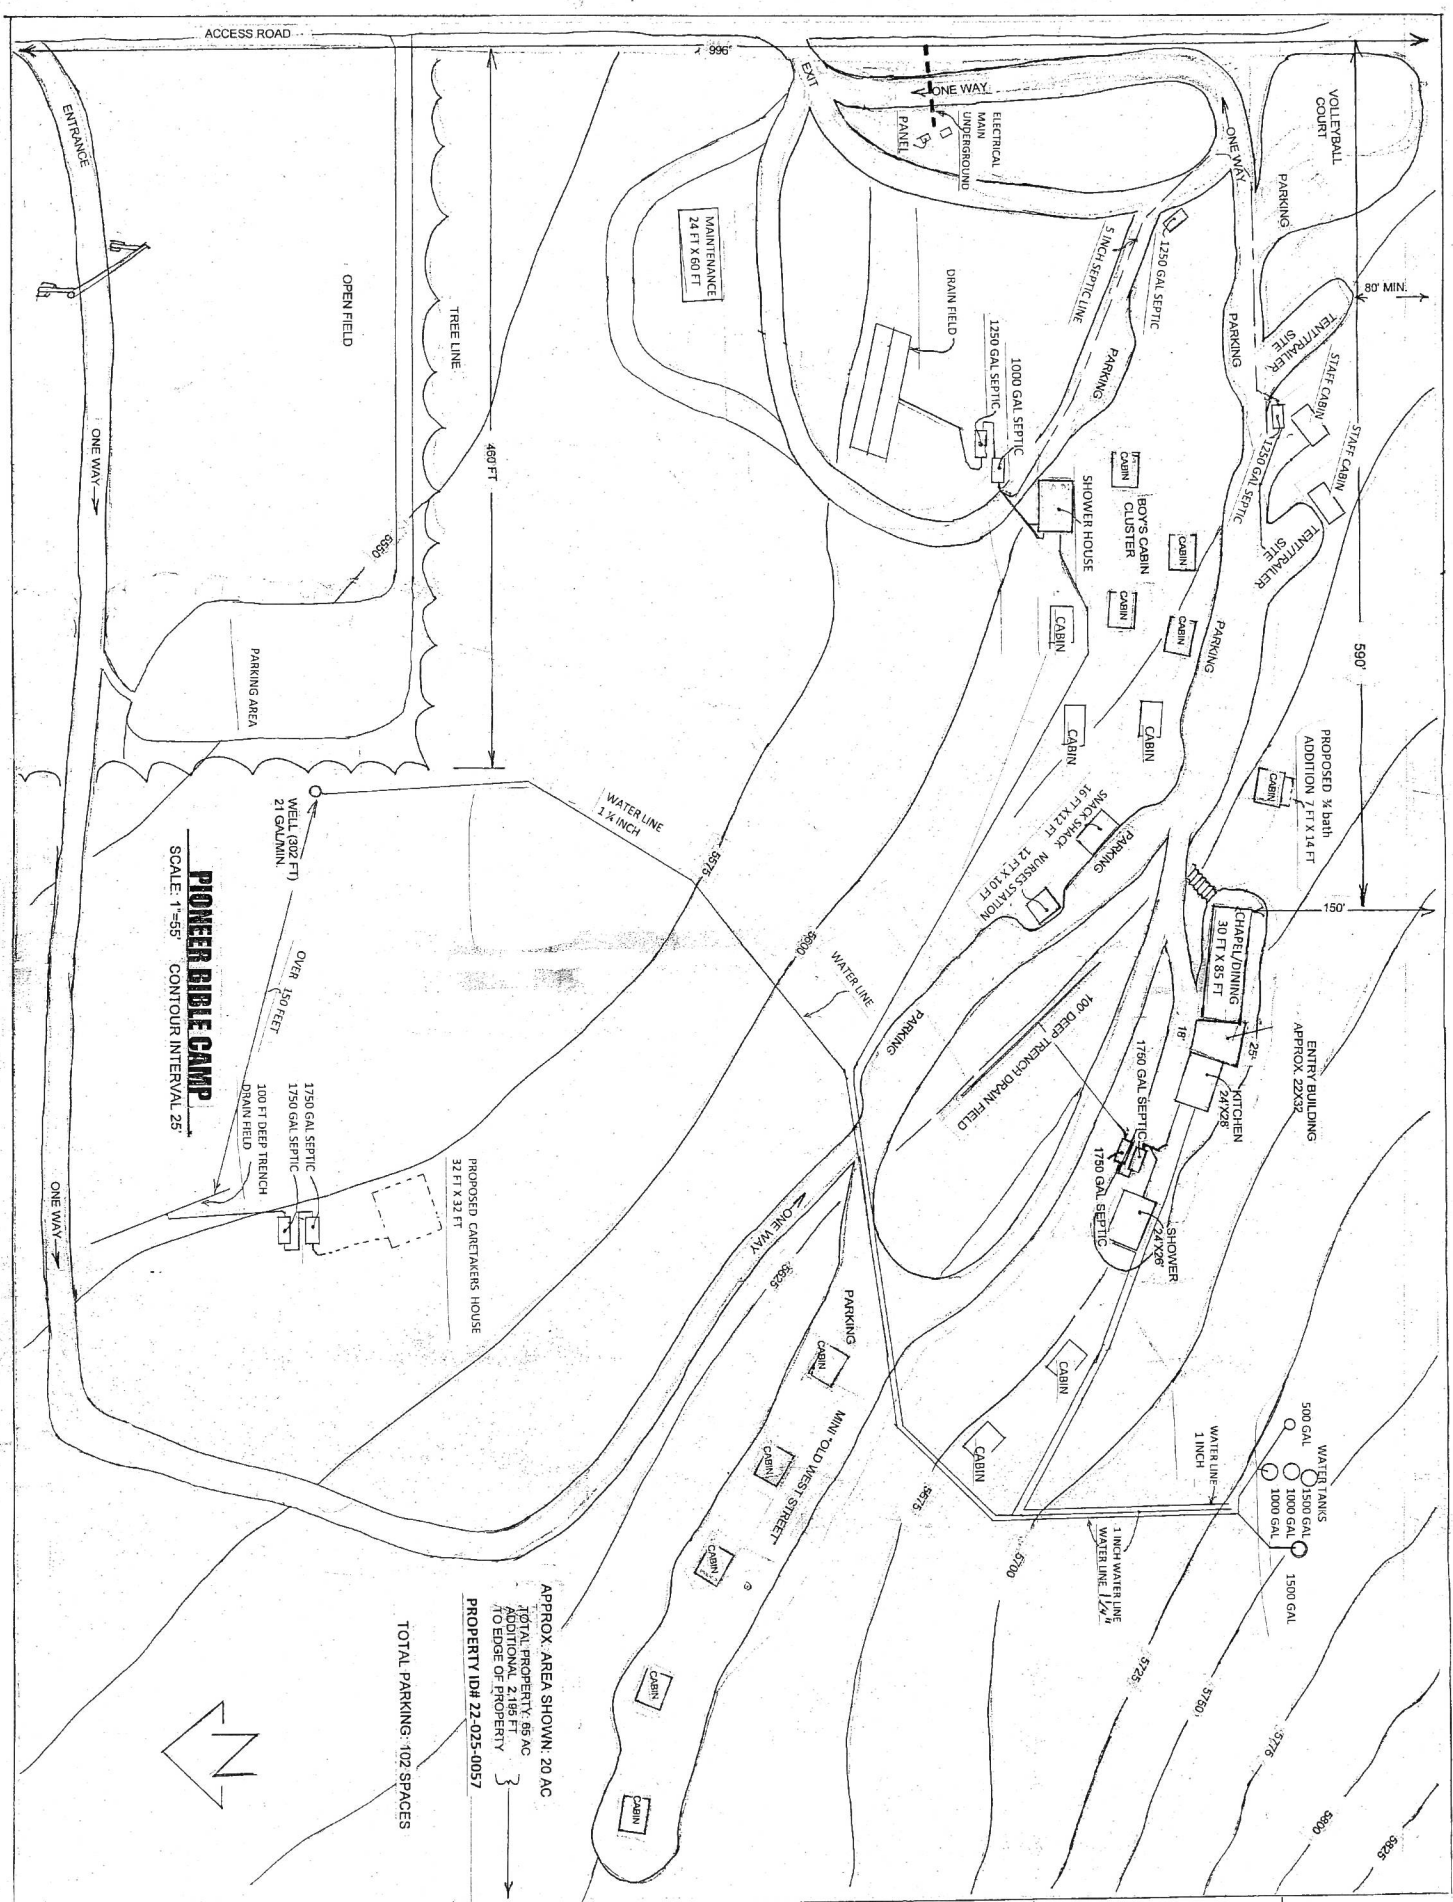 ACCESS ROAD
996'
EXIT
ENTRANCE
ONE WAY
ELECTRICAL
MAIN
UNDERGROUND
PANEL
ONE WAY
VOLLEYBALL
COURT
PARKING
80' MIN.
MAINTENANCE
24 FT X 60 FT
OPEN FIELD
TREE LINE
460 FT
5 INCH SEPTIC LINE
1250 GAL SEPTIC
DRAIN FIELD
PARKING
PARKING
TENT/TRAILER
SITE
STAFF CABIN
STAFF CABIN
1000 GAL SEPTIC
1250 GAL SEPTIC
1250 GAL SEPTIC
TENT/TRAILER
SITE
ONE WAY
SHOWER HOUSE
CABIN
BOY'S CABIN
CLUSTER
CABIN
CABIN
CABIN
CABIN
PARKING
5550
590'
PARKING AREA
CABIN
CABIN
PROPOSED ¾ bath
ADDITION 7 FT X 14 FT
CABIN
WELL (302 FT)
21 GAL/MIN.
WATER LINE
1 ¼ INCH
5575
SNACK SHACK
16 FT X12 FT
PARKING
NURSES STATION
12 FT X 10 FT
150'
CHAPEL/DINING
30 FT X 85 FT
PIONEER BIBLE CAMP
SCALE: 1"=55' CONTOUR INTERVAL 25'
OVER 150 FEET
5600
WATER LINE
PARKING
100' DEEP TRENCH DRAIN FIELD
18'
25'
ENTRY BUILDING
APPROX. 22X32
KITCHEN
24'X28'
1750 GAL SEPTIC
1750 GAL SEPTIC
SHOWER
24'X26'
1750 GAL SEPTIC
1750 GAL SEPTIC
100 FT DEEP TRENCH
DRAIN FIELD
PROPOSED CARETAKERS HOUSE
32 FT X 32 FT
ONE WAY
ONE WAY
5625
PARKING
CABIN
MINI "OLD WEST STREET
CABIN
CABIN
CABIN
CABIN
CABIN
CABIN
5675
5700
WATER LINE
1 INCH
500 GAL
WATER TANKS
1500 GAL
1000 GAL
1000 GAL
1500 GAL
1 INCH WATER LINE
WATER LINE 1¼"
5725
5750
5775
5800
5825
APPROX. AREA SHOWN: 20 AC
TOTAL PROPERTY: 65 AC
ADDITIONAL 2,195 FT
TO EDGE OF PROPERTY
PROPERTY ID# 22-025-0057
TOTAL PARKING: 102 SPACES
N